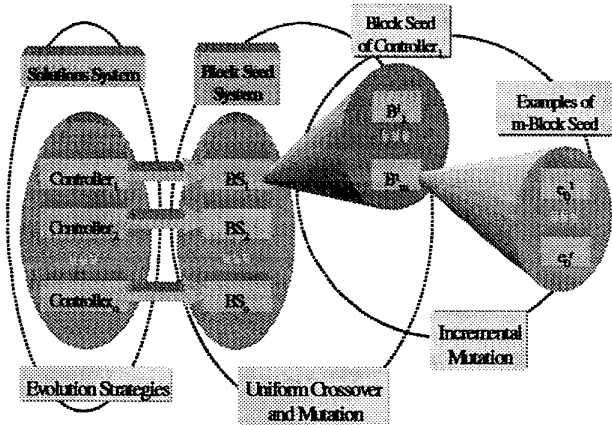 Block Seed
of Controller₁
Solutions System
Block Seed
System
Examples of
m-Block Seed
Controller₁
Controller₂
Controllerₙ
BS₁
BS₂
BSₙ
Incremental
Mutation
Evolution Strategies
Uniform Crossover
and Mutation